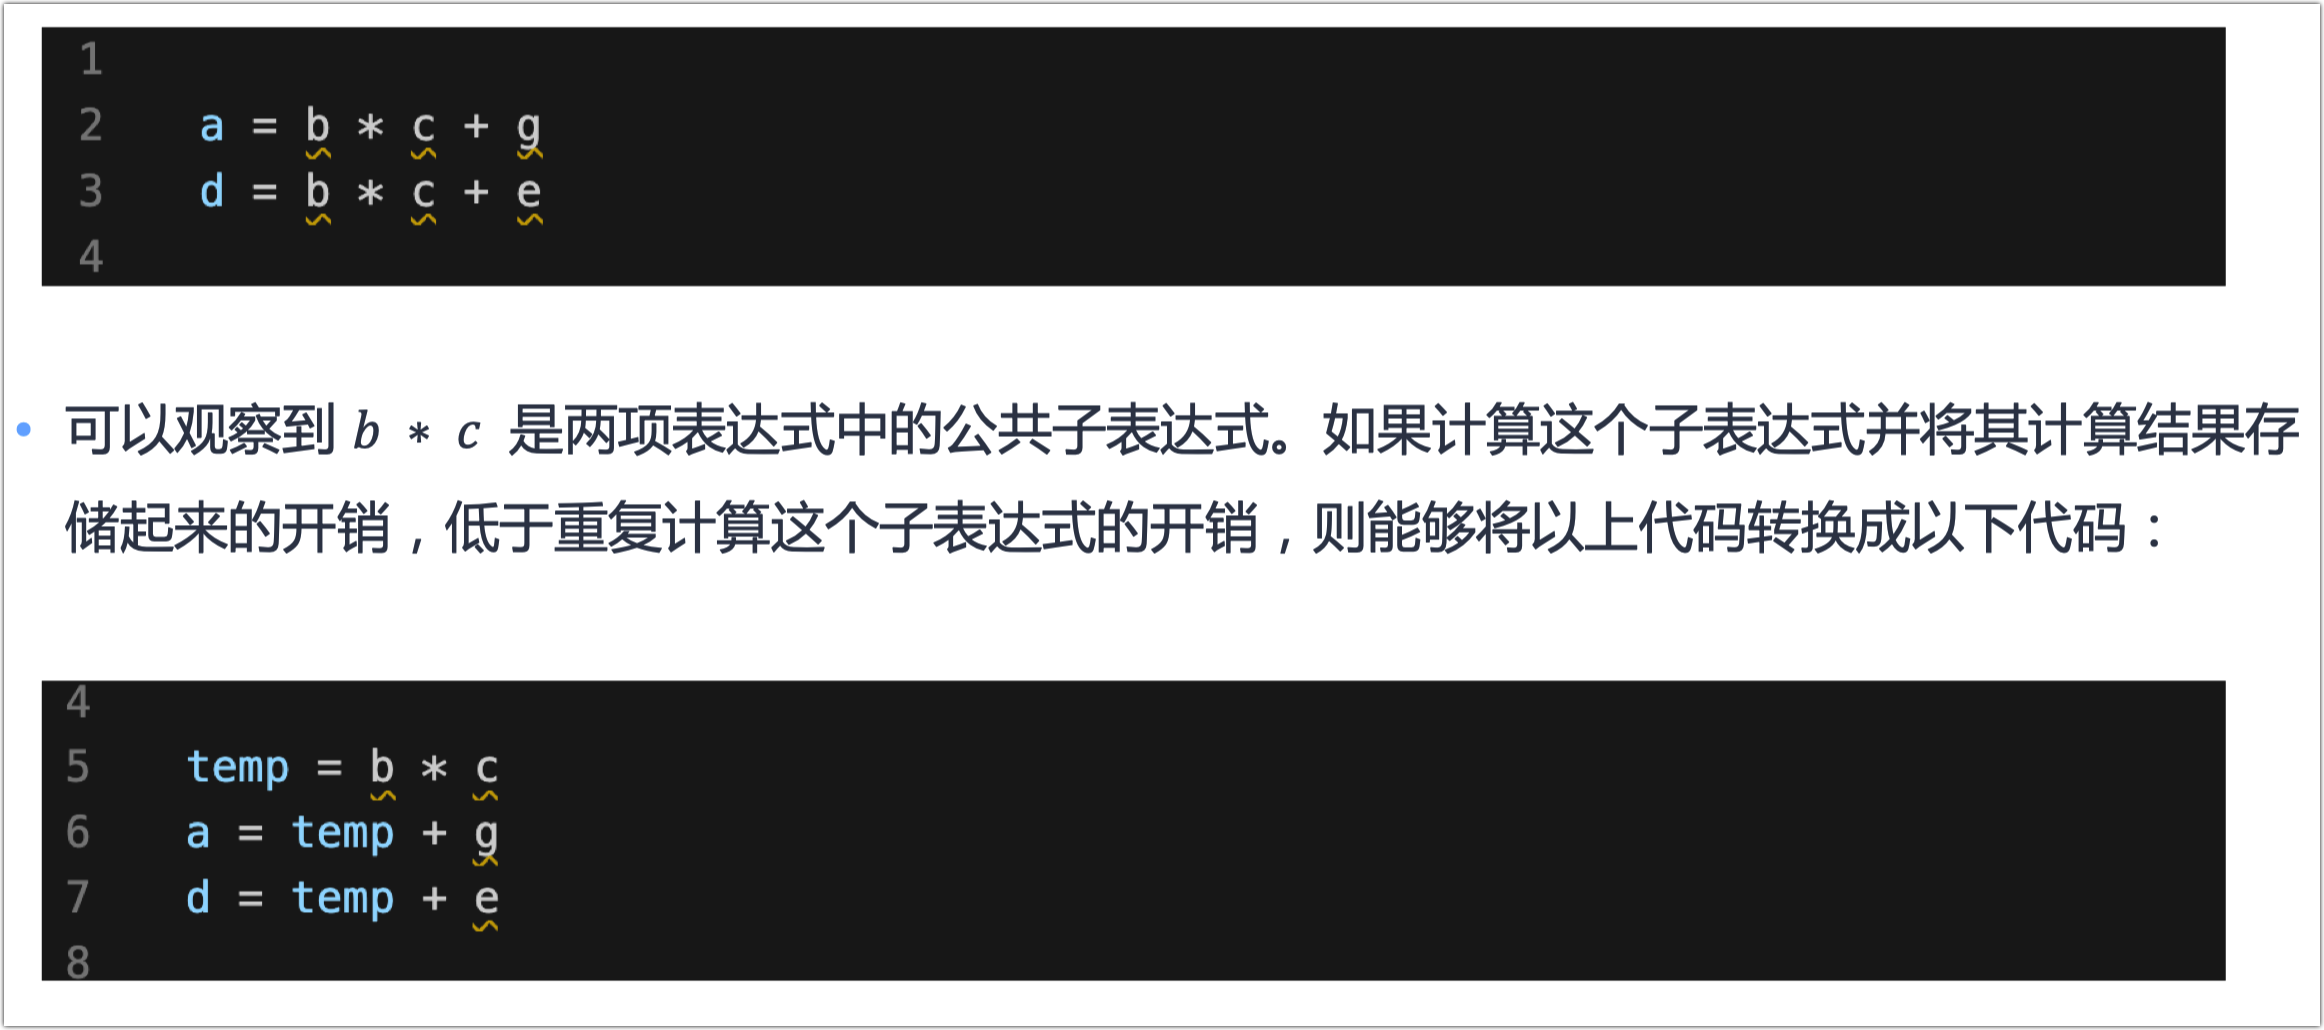 1
2 a = b * c + g
3 d = b * c + e
4
• 可以观察到 b * c 是两项表达式中的公共子表达式。如果计算这个子表达式并将其计算结果存
储起来的开销，低于重复计算这个子表达式的开销，则能够将以上代码转换成以下代码：
4
5 temp = b * c
6 a = temp + g
7 d = temp + e
8